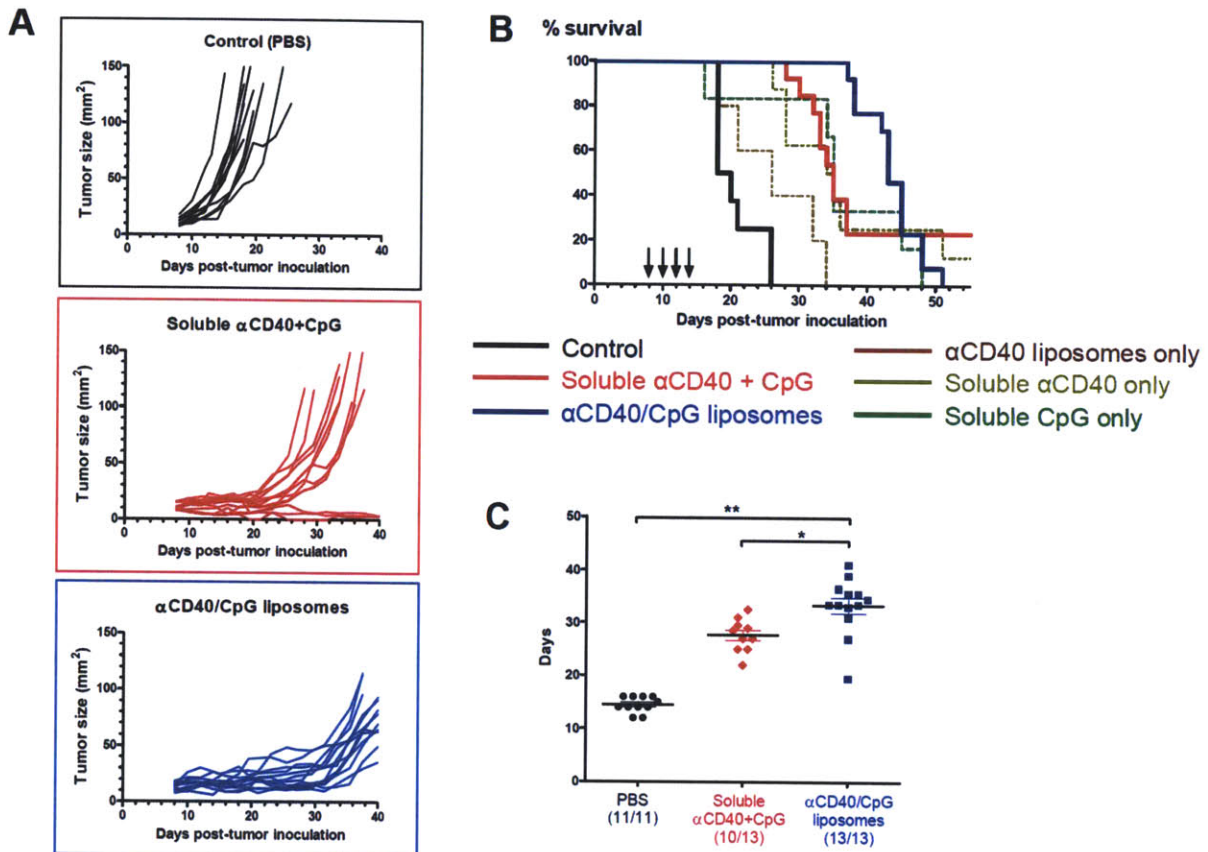 A
Control (PBS)
Tumor size (mm²)
150
100
50
0
0 10 20 30 40
Days post-tumor inoculation
Soluble αCD40+CpG
Tumor size (mm²)
150
100
50
0
0 10 20 30 40
Days post-tumor inoculation
αCD40/CpG liposomes
Tumor size (mm²)
150
100
50
0
0 10 20 30 40
Days post-tumor inoculation
B
% survival
100
80
60
40
20
0
0 10 20 30 40 50
Days post-tumor inoculation
Control
Soluble αCD40 + CpG
αCD40/CpG liposomes
αCD40 liposomes only
Soluble αCD40 only
Soluble CpG only
C
**
*
Days
50
40
30
20
10
0
PBS
(11/11)
Soluble
αCD40+CpG
(10/13)
αCD40/CpG
liposomes
(13/13)